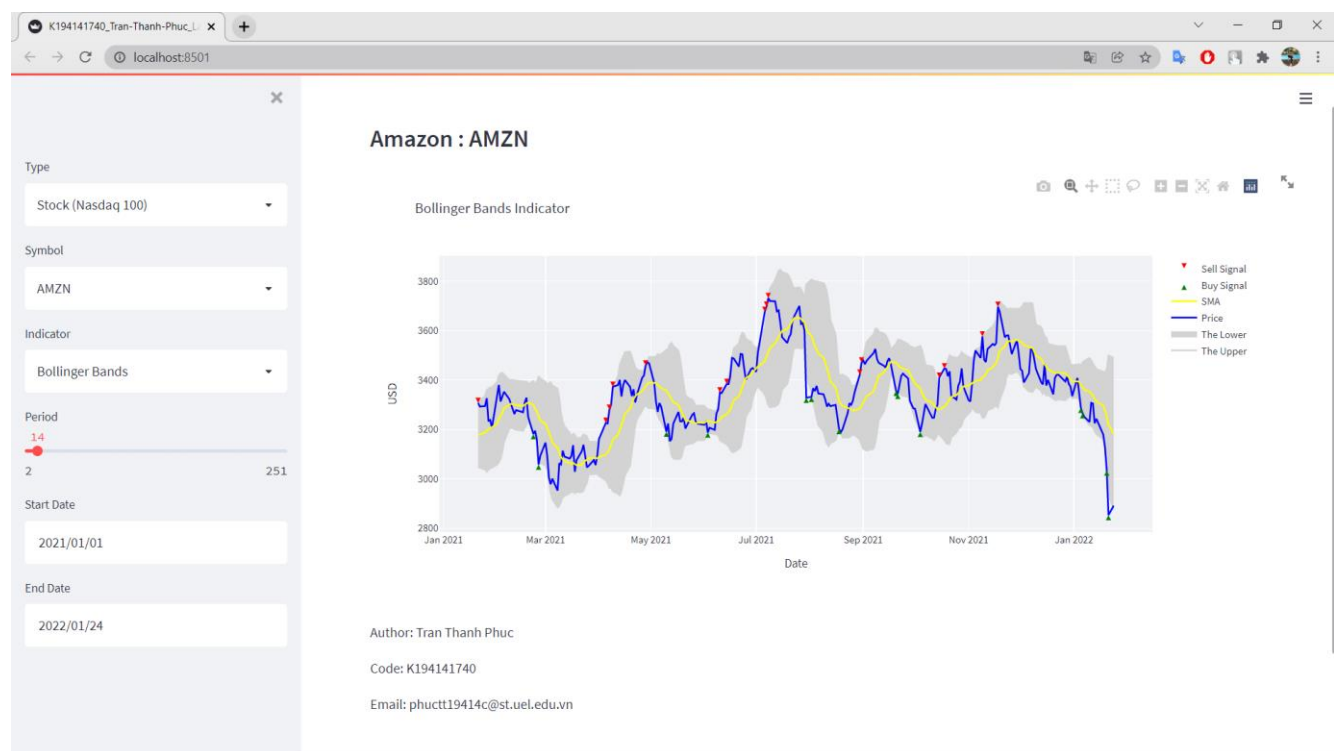 K194141740_Tran-Thanh-Phuc_L
localhost:8501
Type
Stock (Nasdaq 100)
Symbol
AMZN
Indicator
Bollinger Bands
Period
14
2 251
Start Date
2021/01/01
End Date
2022/01/24
Amazon : AMZN
Bollinger Bands Indicator
Sell Signal
Buy Signal
SMA
Price
The Lower
The Upper
USD
3800
3600
3400
3200
3000
2800
Jan 2021 Mar 2021 May 2021 Jul 2021 Sep 2021 Nov 2021 Jan 2022
Date
Author: Tran Thanh Phuc
Code: K194141740
Email: phuctt19414c@st.uel.edu.vn